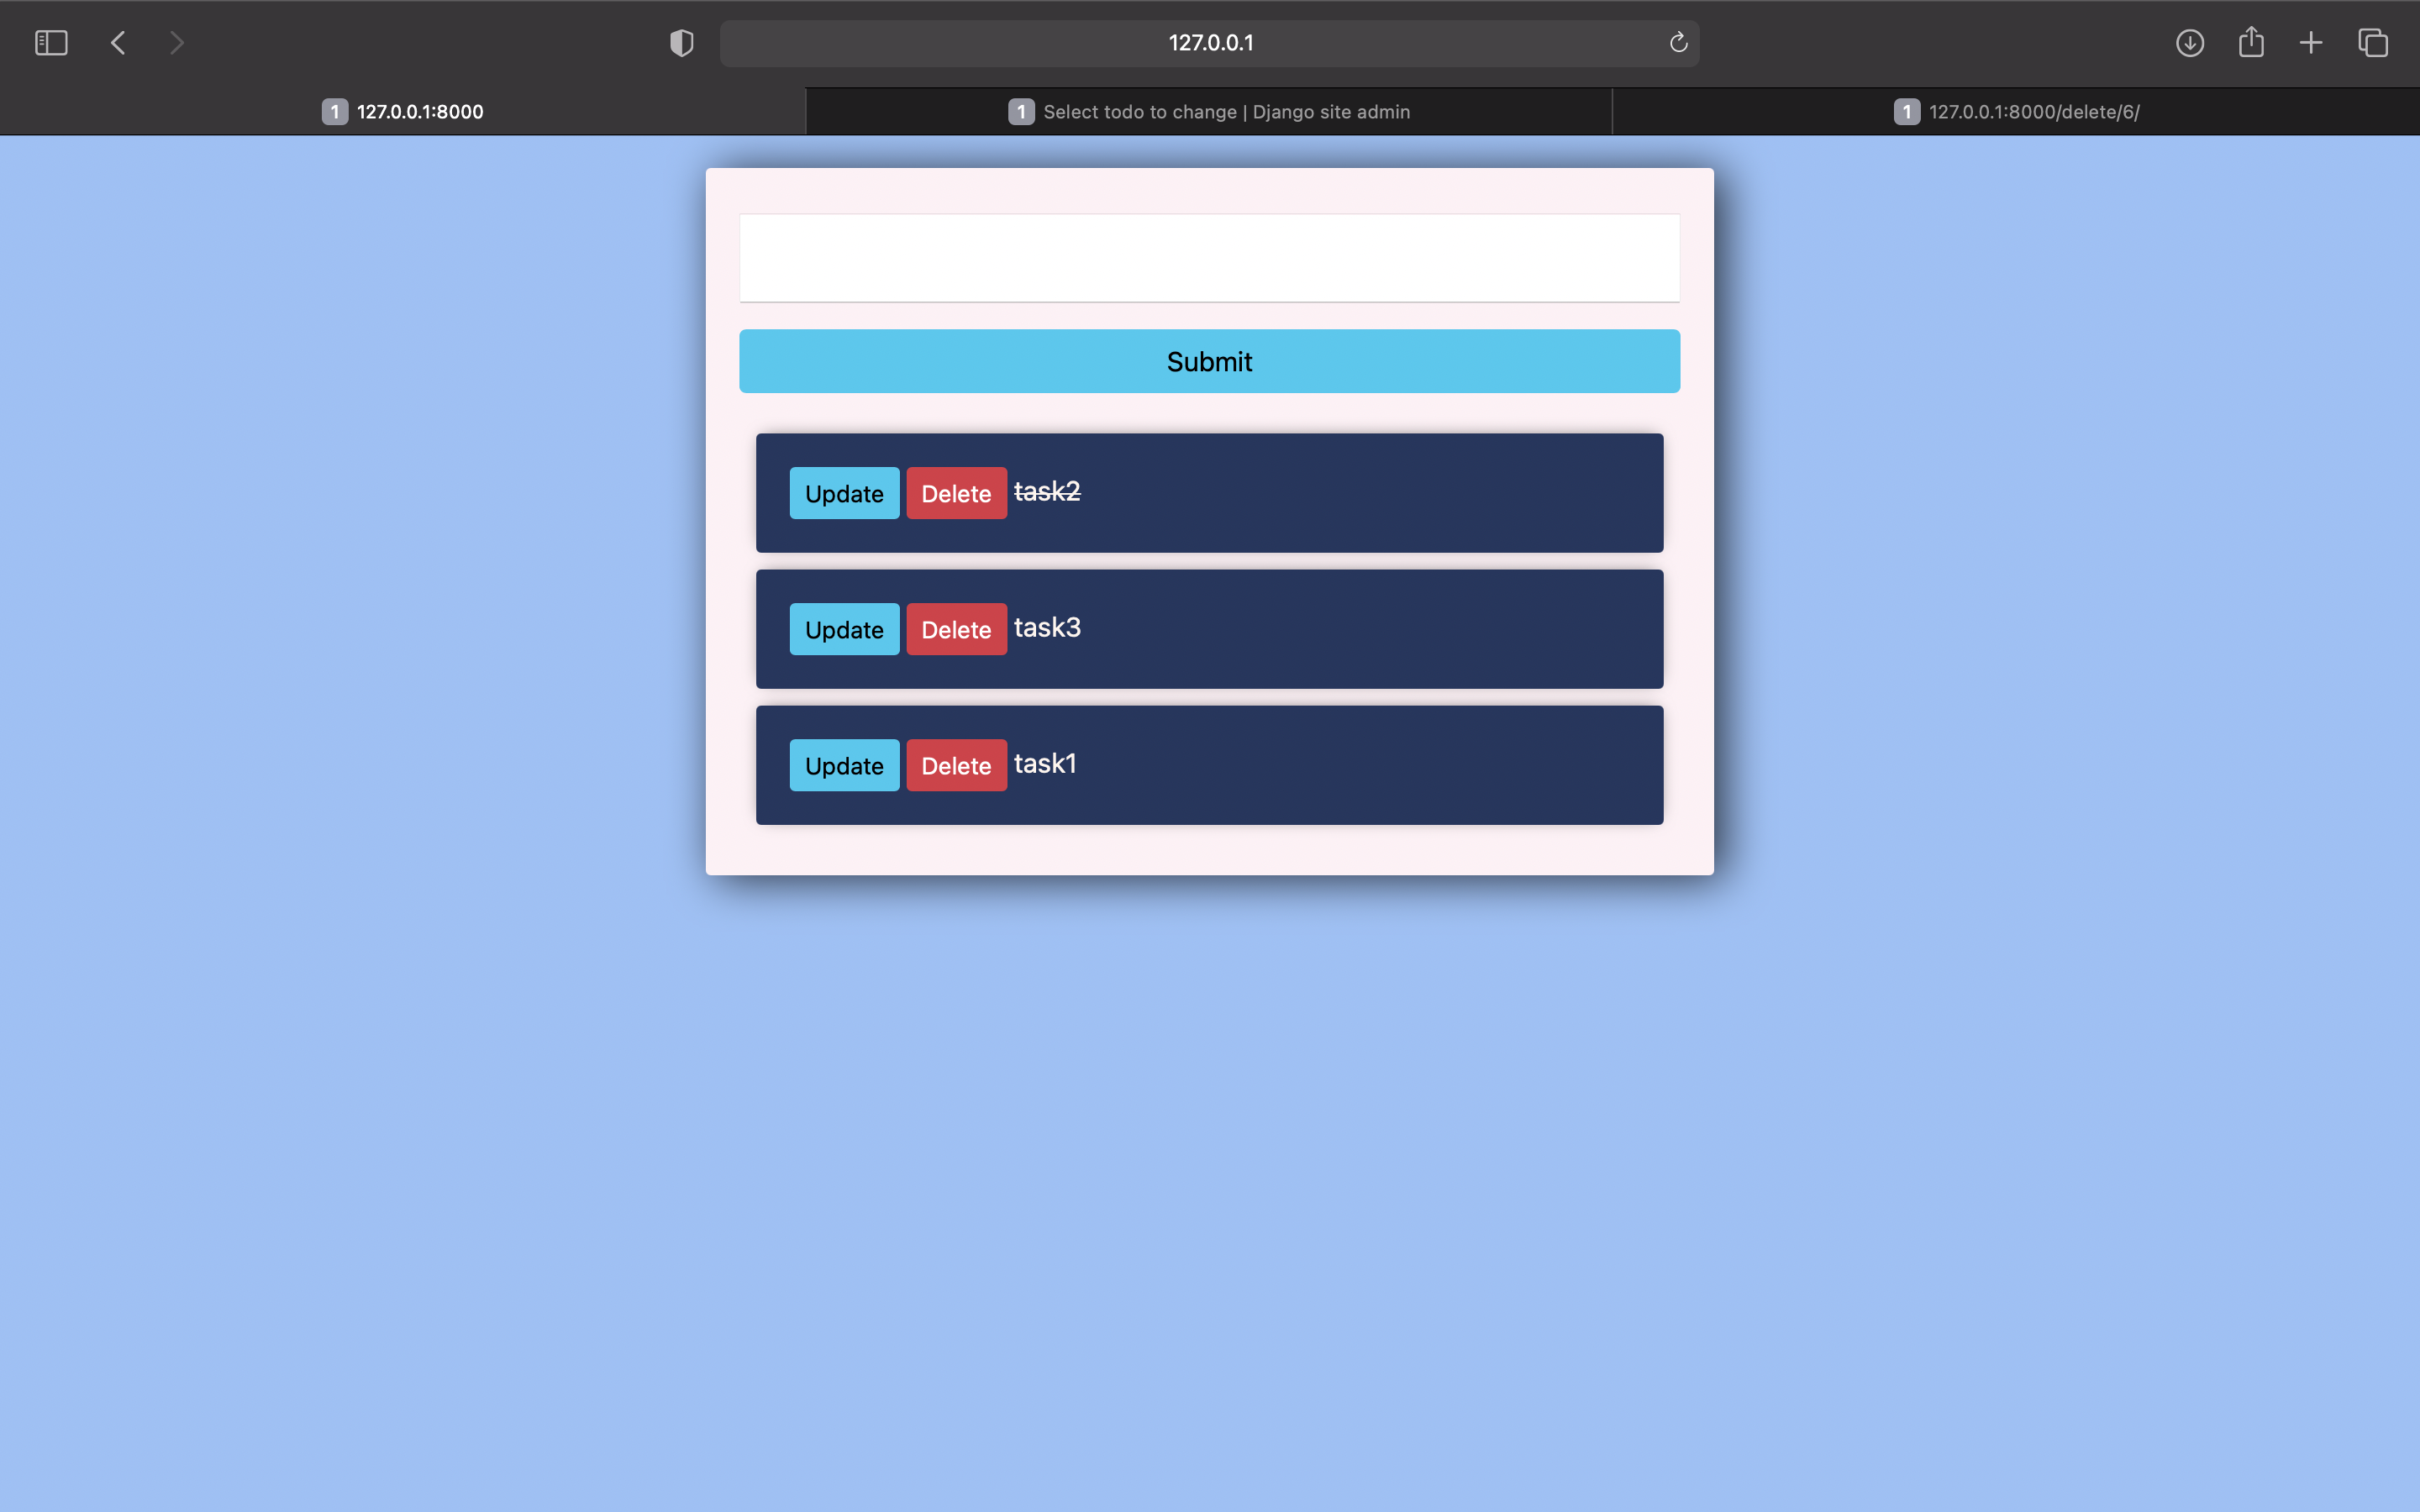 127.0.0.1
1 127.0.0.1:8000
1 Select todo to change | Django site admin
1 127.0.0.1:8000/delete/6/
Submit
Update Delete task2
Update Delete task3
Update Delete task1